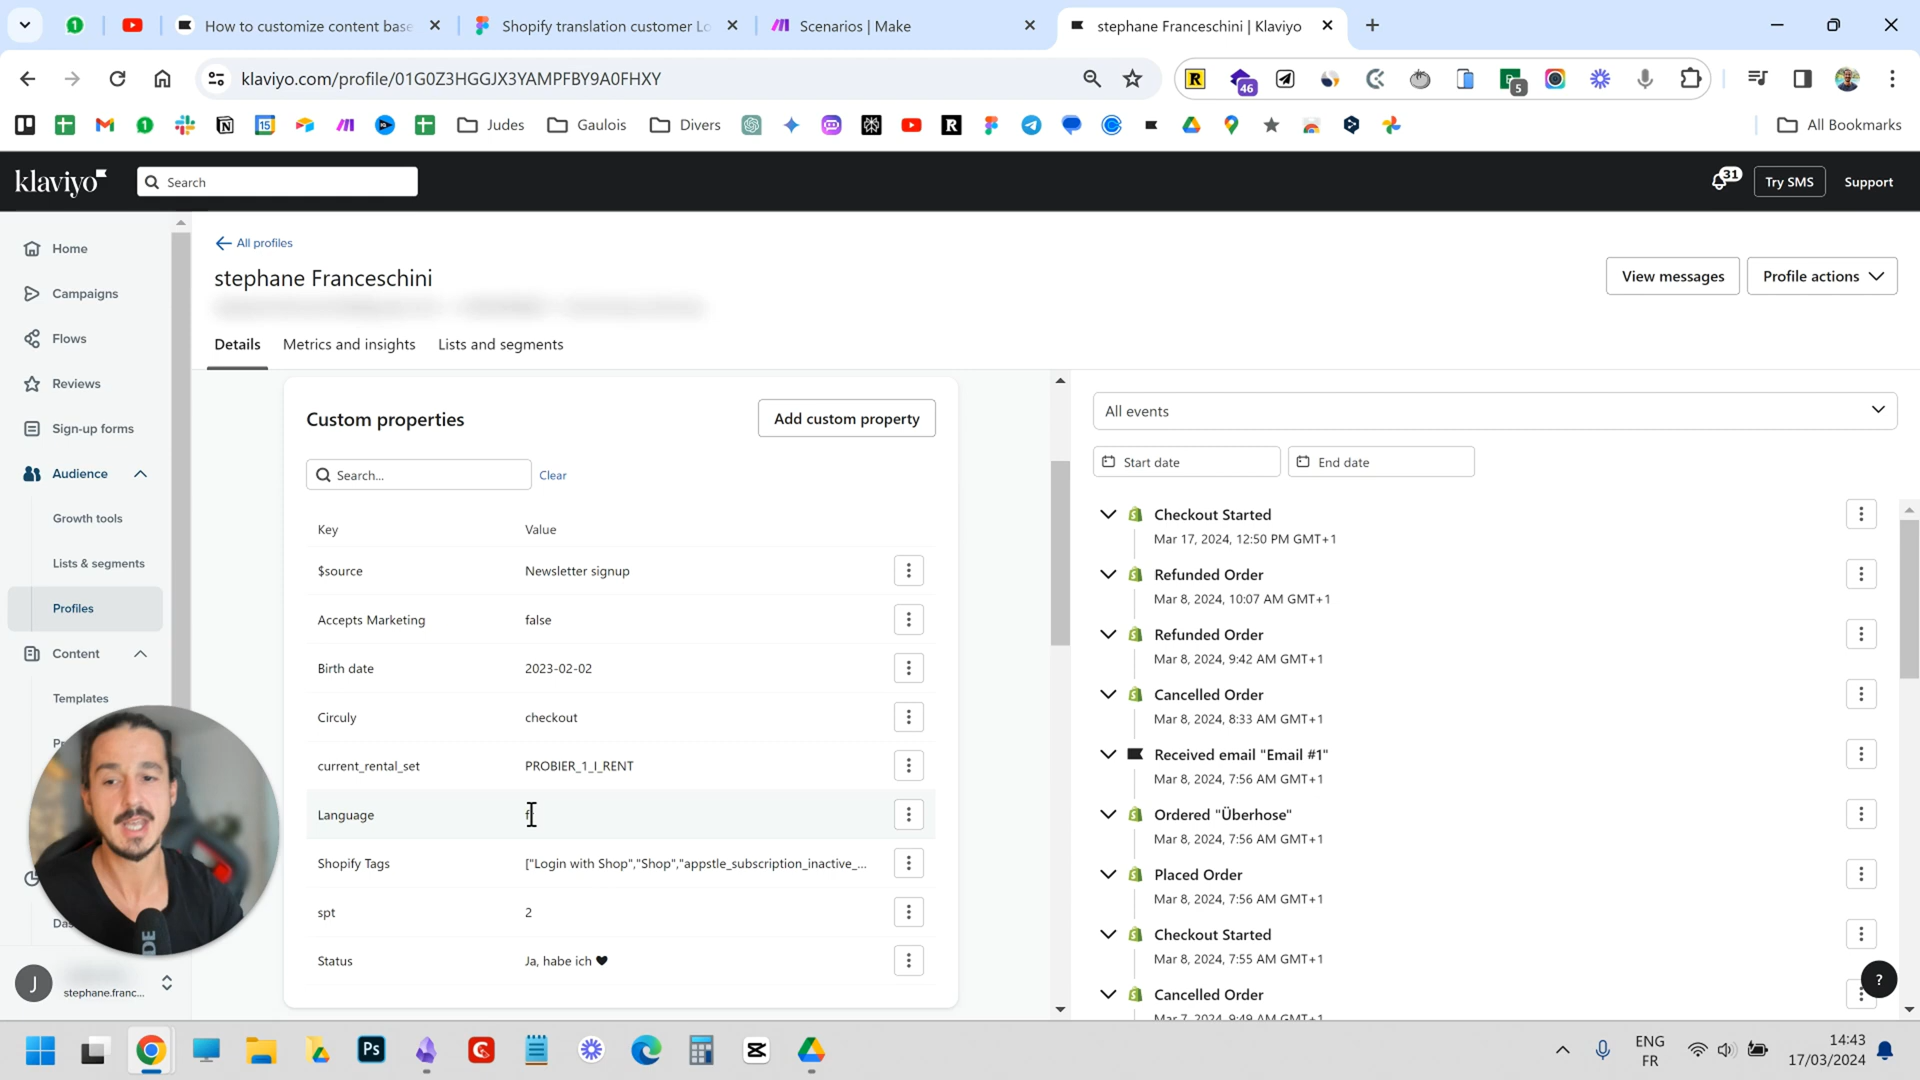 How to customize content base
Shopify translation customer Lo
Scenarios | Make
stephane Franceschini | Klaviyo
klaviyo.com/profile/01G0Z3HGGJX3YAMPFBY9A0FHXY
46
5
Judes
Gaulois
Divers
All Bookmarks
klaviyo
Search
31
Try SMS
Support
Home
Campaigns
Flows
Reviews
Sign-up forms
Audience
Growth tools
Lists & segments
Profiles
Content
Templates
J
stephane.franc...
All profiles
stephane Franceschini
View messages
Profile actions
Details
Metrics and insights
Lists and segments
Custom properties
Add custom property
Search...
Clear
Key
Value
$source
Newsletter signup
Accepts Marketing
false
Birth date
2023-02-02
Circuly
checkout
current_rental_set
PROBIER_1_I_RENT
Language
Shopify Tags
["Login with Shop","Shop","appstle_subscription_inactive_...
spt
2
Status
Ja, habe ich 🖤
All events
Start date
End date
Checkout Started
Mar 17, 2024, 12:50 PM GMT+1
Refunded Order
Mar 8, 2024, 10:07 AM GMT+1
Refunded Order
Mar 8, 2024, 9:42 AM GMT+1
Cancelled Order
Mar 8, 2024, 8:33 AM GMT+1
Received email "Email #1"
Mar 8, 2024, 7:56 AM GMT+1
Ordered "Überhose"
Mar 8, 2024, 7:56 AM GMT+1
Placed Order
Mar 8, 2024, 7:56 AM GMT+1
Checkout Started
Mar 8, 2024, 7:55 AM GMT+1
Cancelled Order
Mar 7, 2024, 9:49 AM GMT+1
?
ENG
FR
14:43
17/03/2024